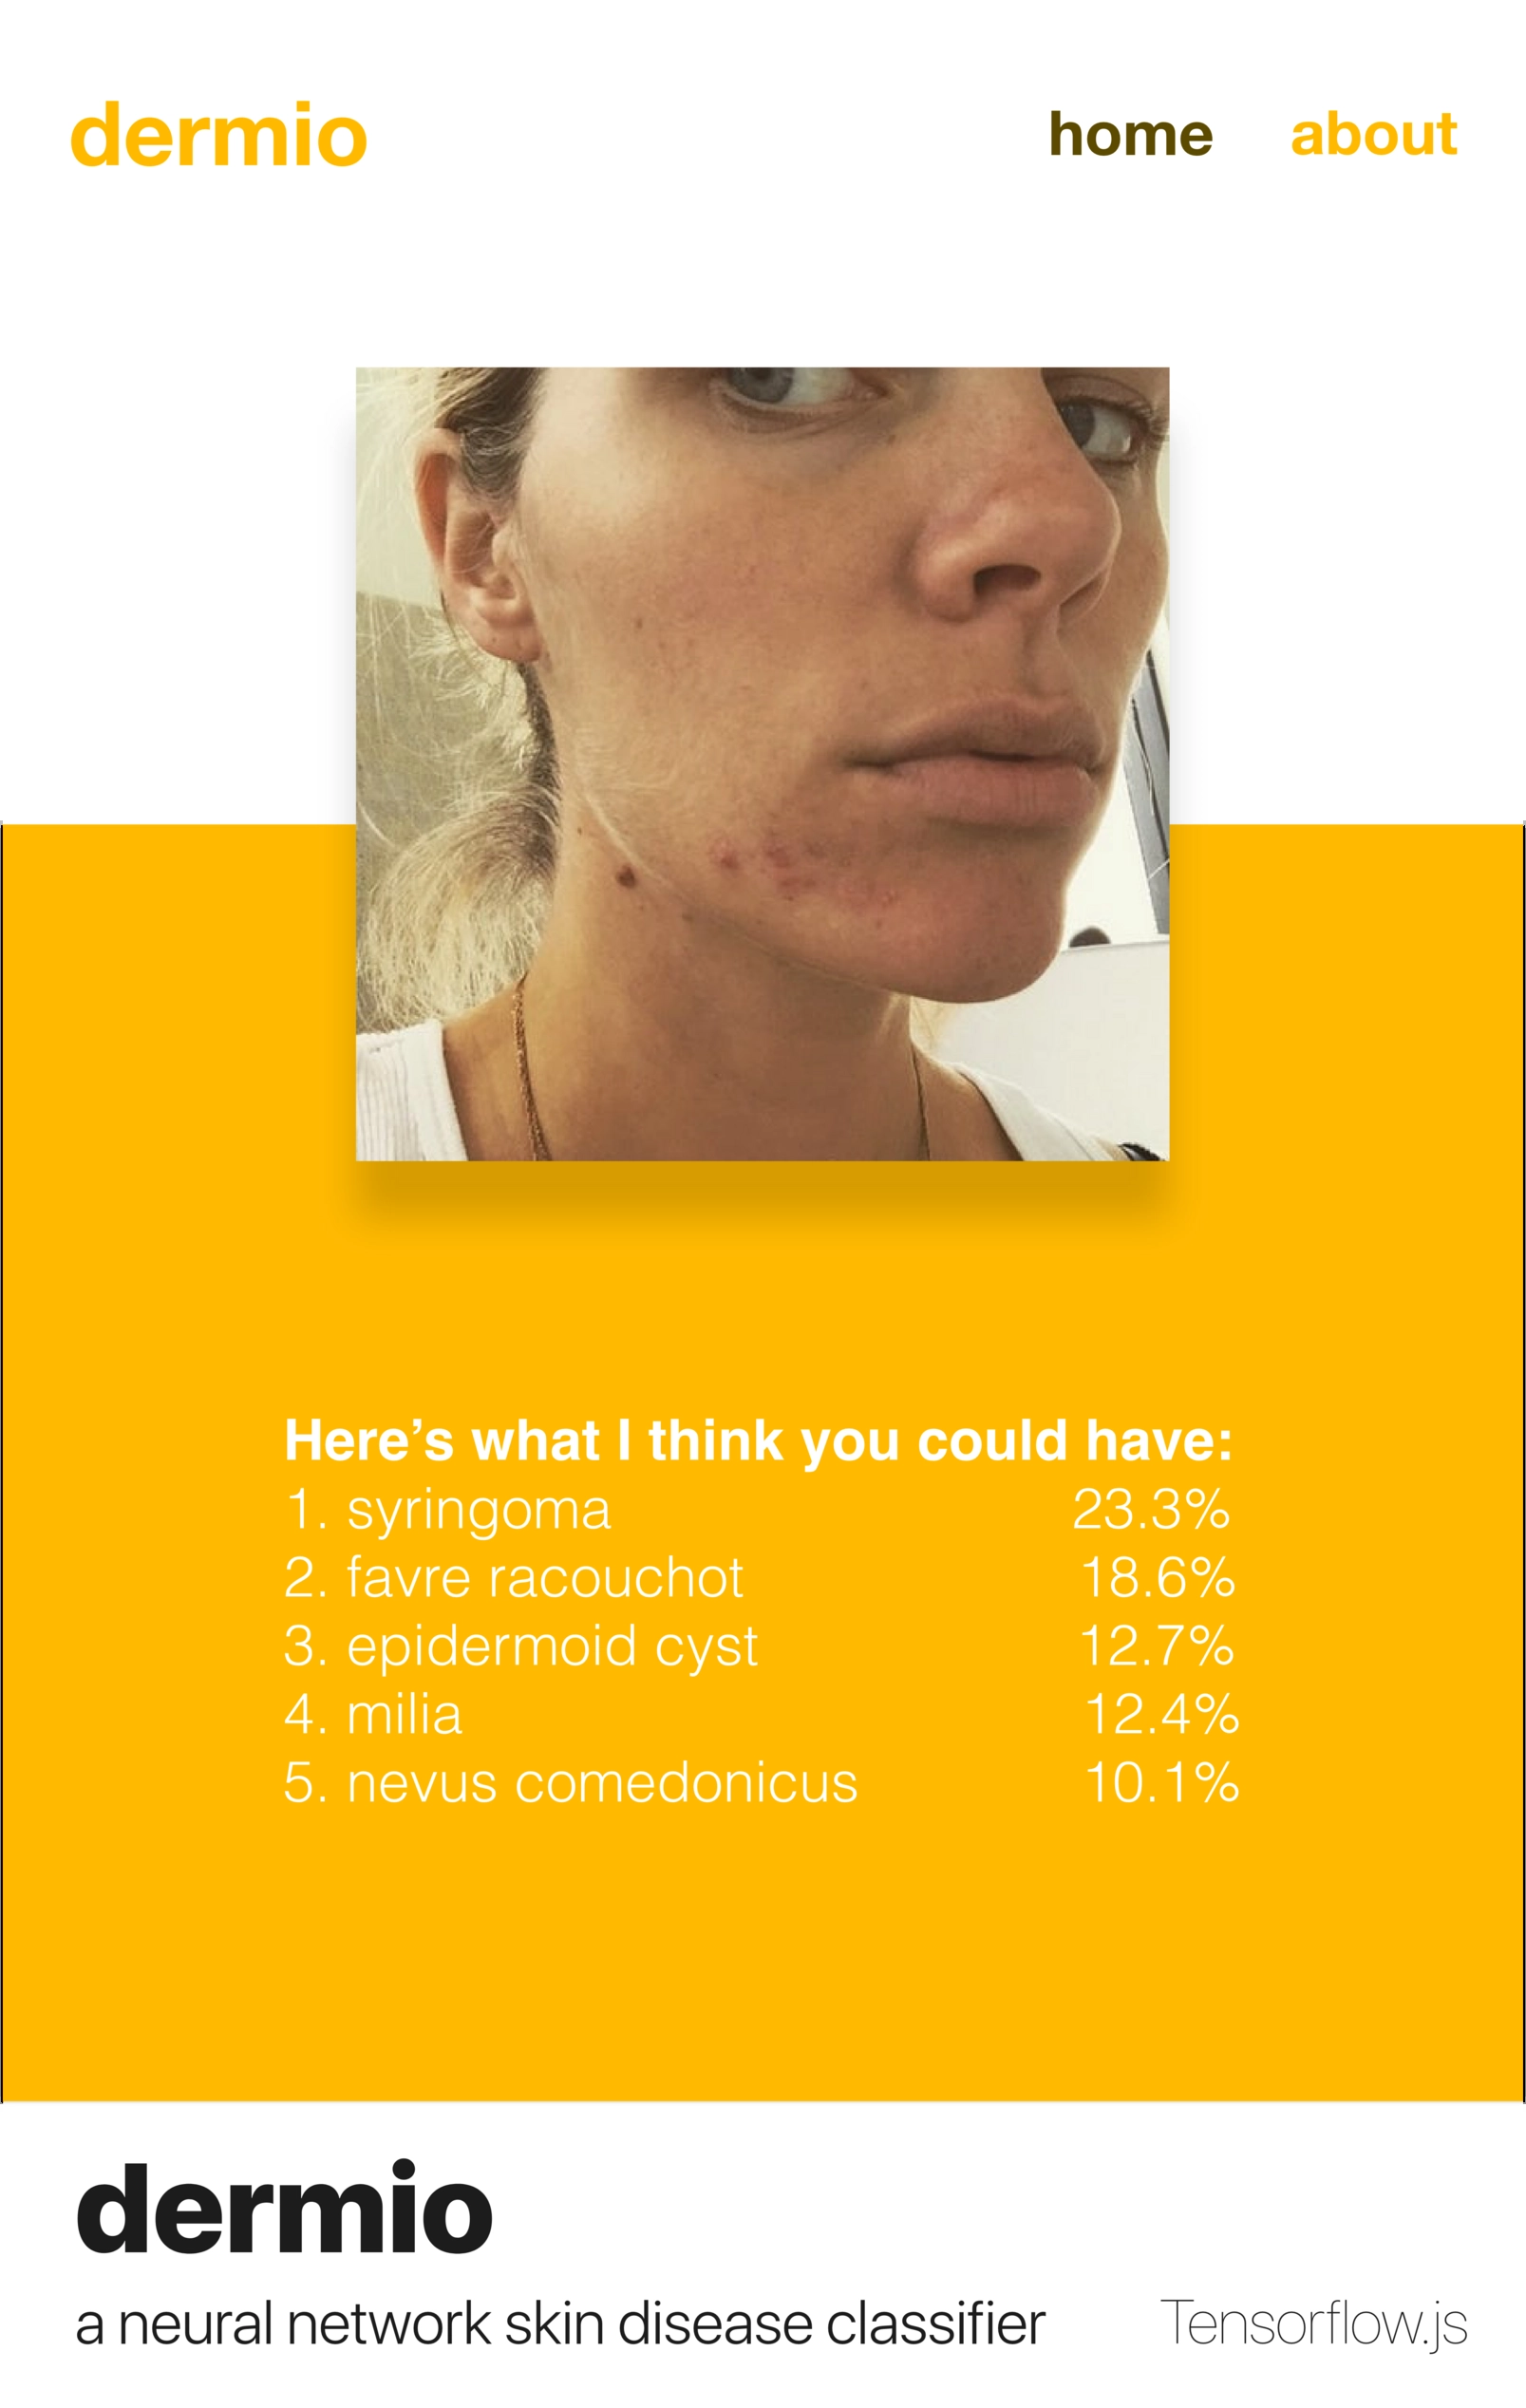 dermio
home about
Here's what I think you could have:
1. syringoma 23.3%
2. favre racouchot 18.6%
3. epidermoid cyst 12.7%
4. milia 12.4%
5. nevus comedonicus 10.1%
dermio
a neural network skin disease classifier Tensorflow.js